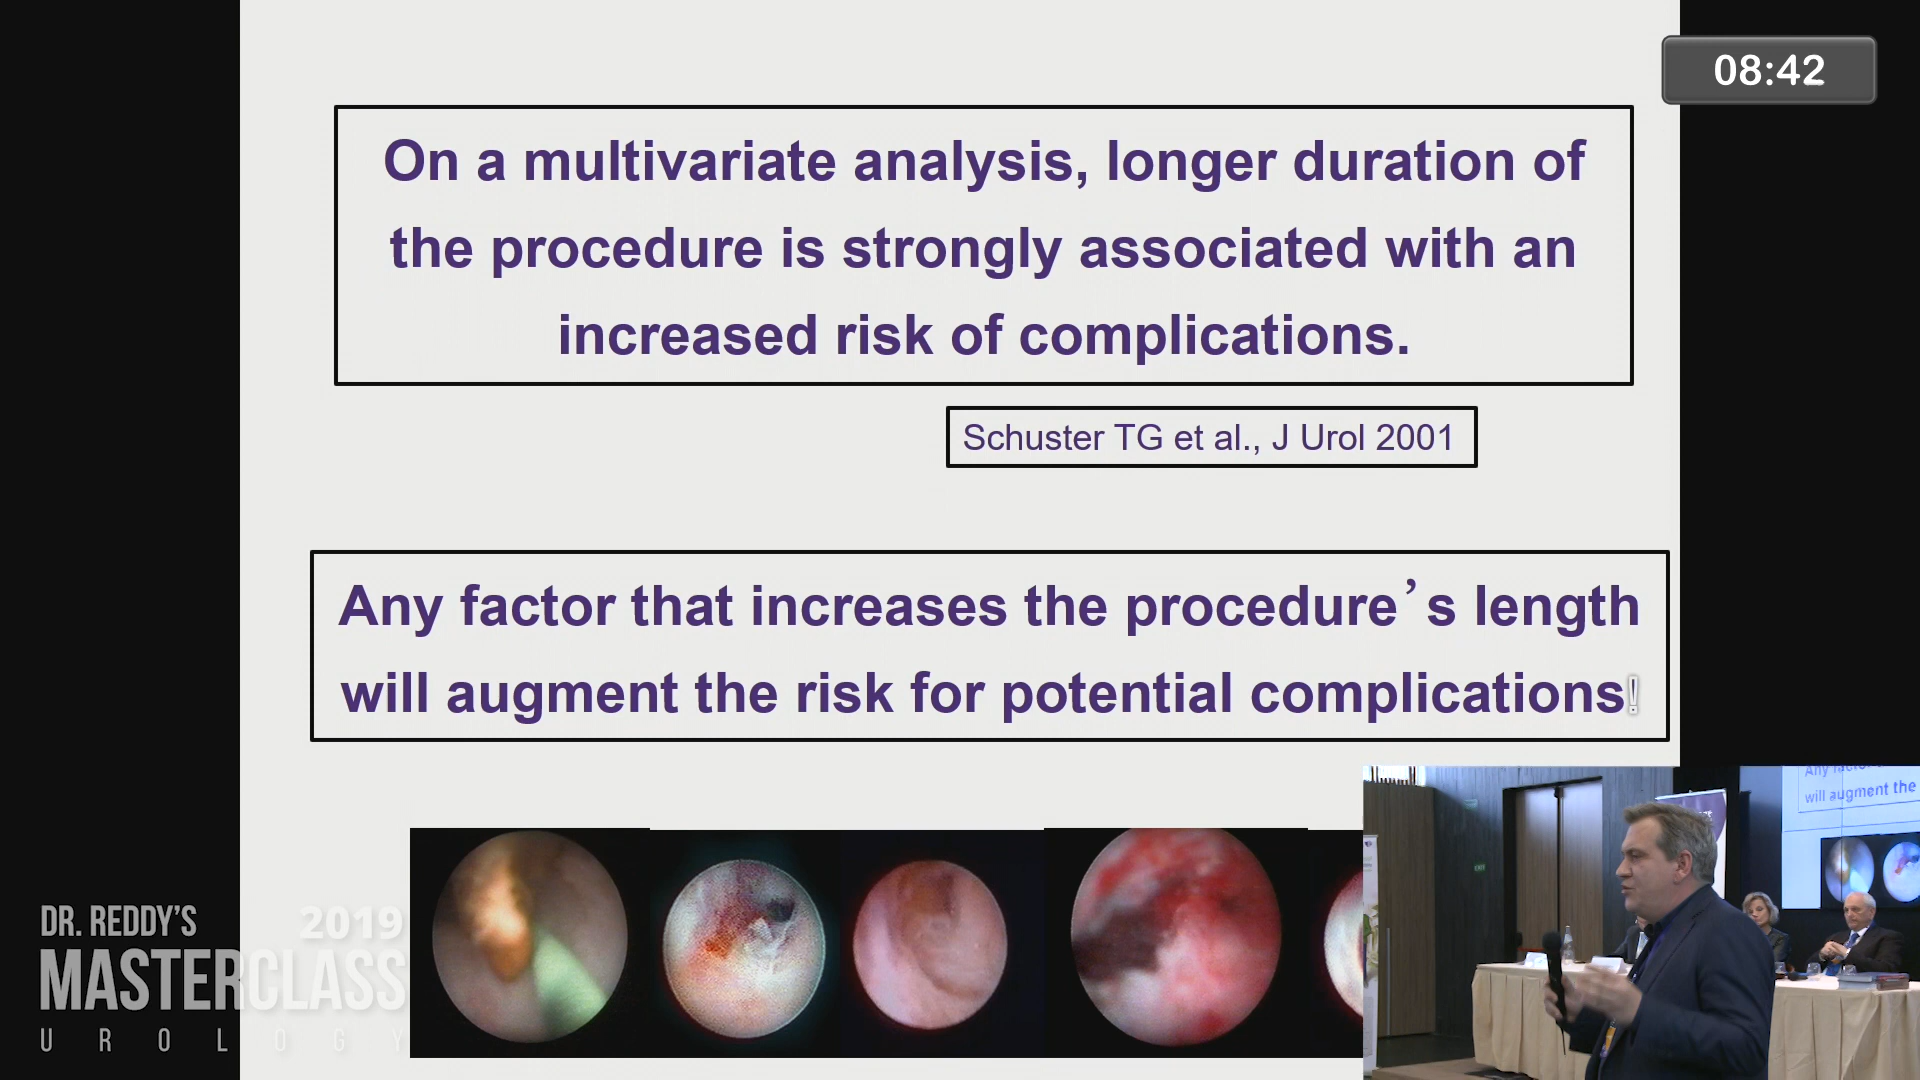 08:42
On a multivariate analysis, longer duration of
the procedure is strongly associated with an
increased risk of complications.
Schuster TG et al., J Urol 2001
Any factor that increases the procedure’s length
will augment the risk for potential complications!
DR. REDDY'S 2019
MASTERCLASS
UROLOGY
will augment the
EXIT